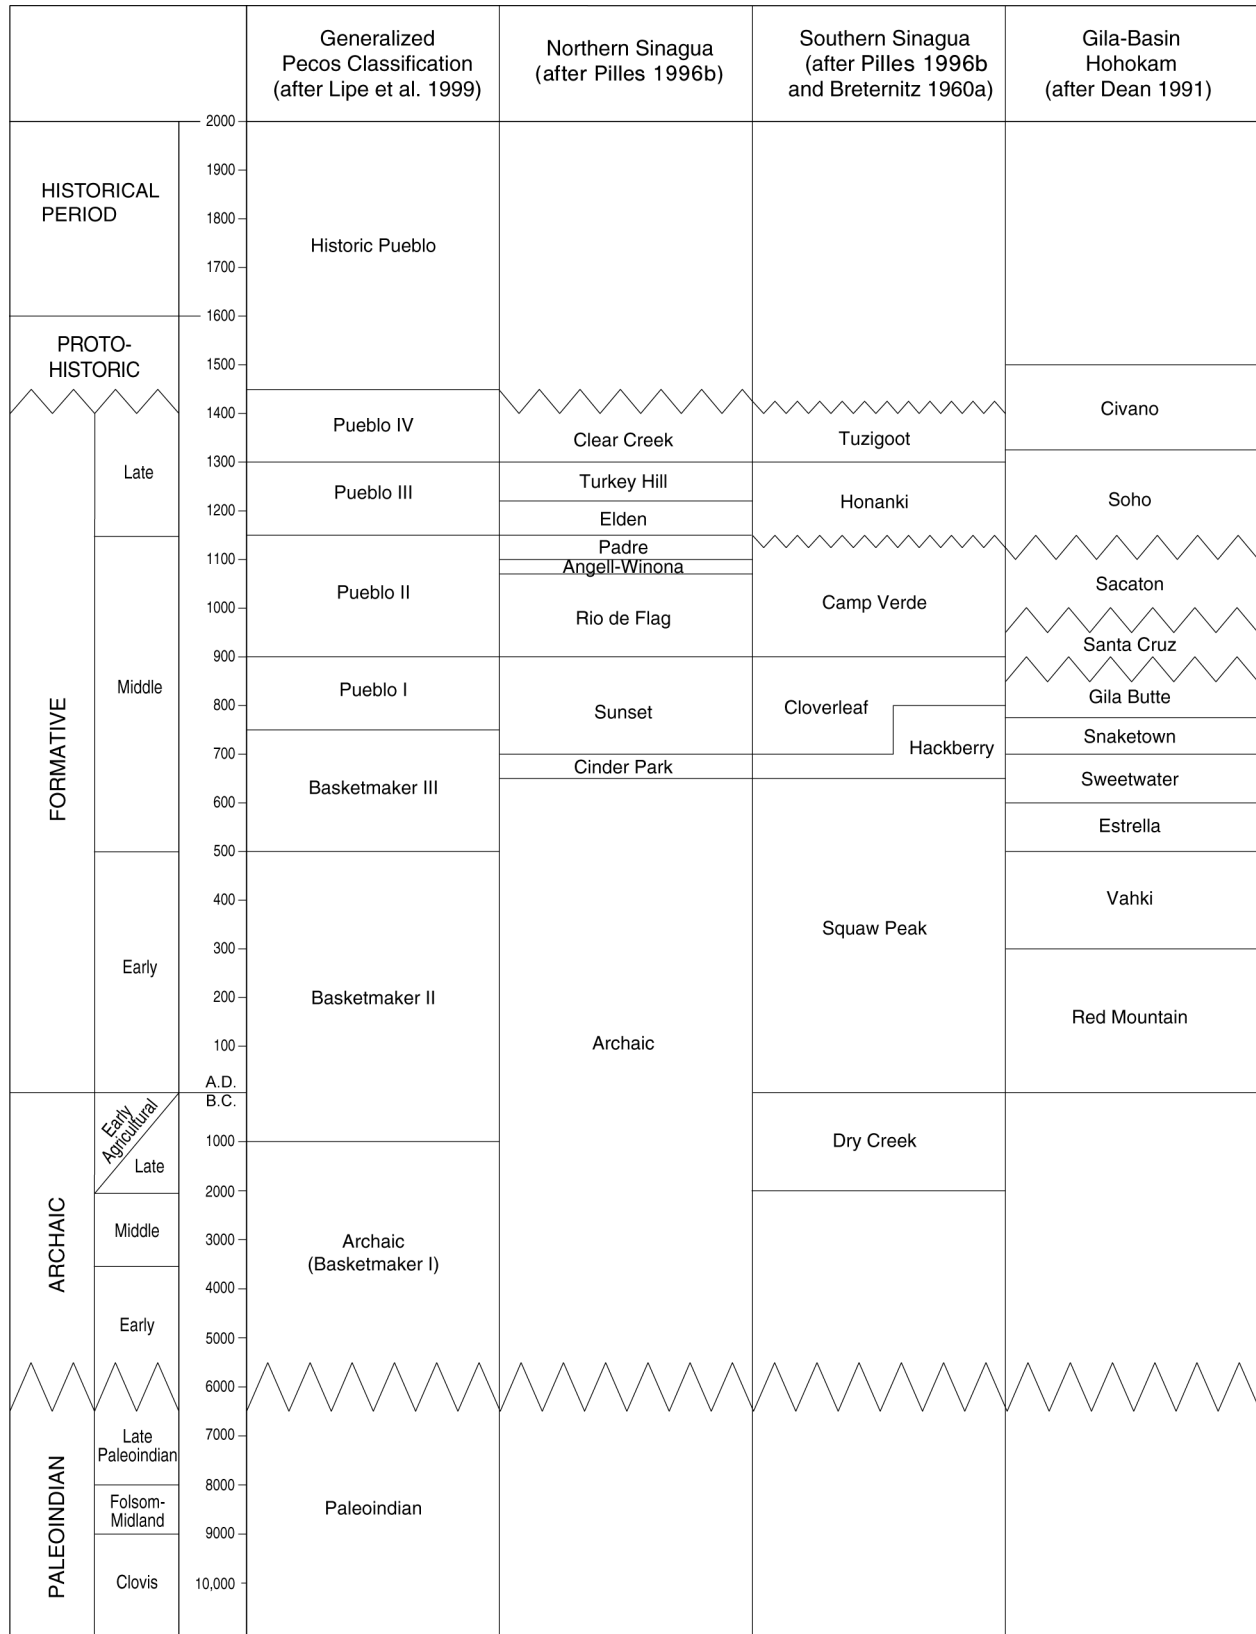 Generalized
Pecos Classification
(after Lipe et al. 1999)
Northern Sinagua
(after Pilles 1996b)
Southern Sinagua
(after Pilles 1996b
and Breternitz 1960a)
Gila-Basin
Hohokam
(after Dean 1991)
HISTORICAL
PERIOD
PROTO-
HISTORIC
FORMATIVE
Late
Middle
Early
ARCHAIC
Early
Agricultural
Late
Middle
Early
PALEOINDIAN
Late
Paleoindian
Folsom-
Midland
Clovis
2000
1900
1800
1700
1600
1500
1400
1300
1200
1100
1000
900
800
700
600
500
400
300
200
100
A.D.
B.C.
1000
2000
3000
4000
5000
6000
7000
8000
9000
10,000
Historic Pueblo
Pueblo IV
Pueblo III
Pueblo II
Pueblo I
Basketmaker III
Basketmaker II
Archaic
(Basketmaker I)
Paleoindian
Clear Creek
Turkey Hill
Elden
Padre
Angell-Winona
Rio de Flag
Sunset
Cinder Park
Archaic
Tuzigoot
Honanki
Camp Verde
Cloverleaf
Hackberry
Squaw Peak
Dry Creek
Civano
Soho
Sacaton
Santa Cruz
Gila Butte
Snaketown
Sweetwater
Estrella
Vahki
Red Mountain